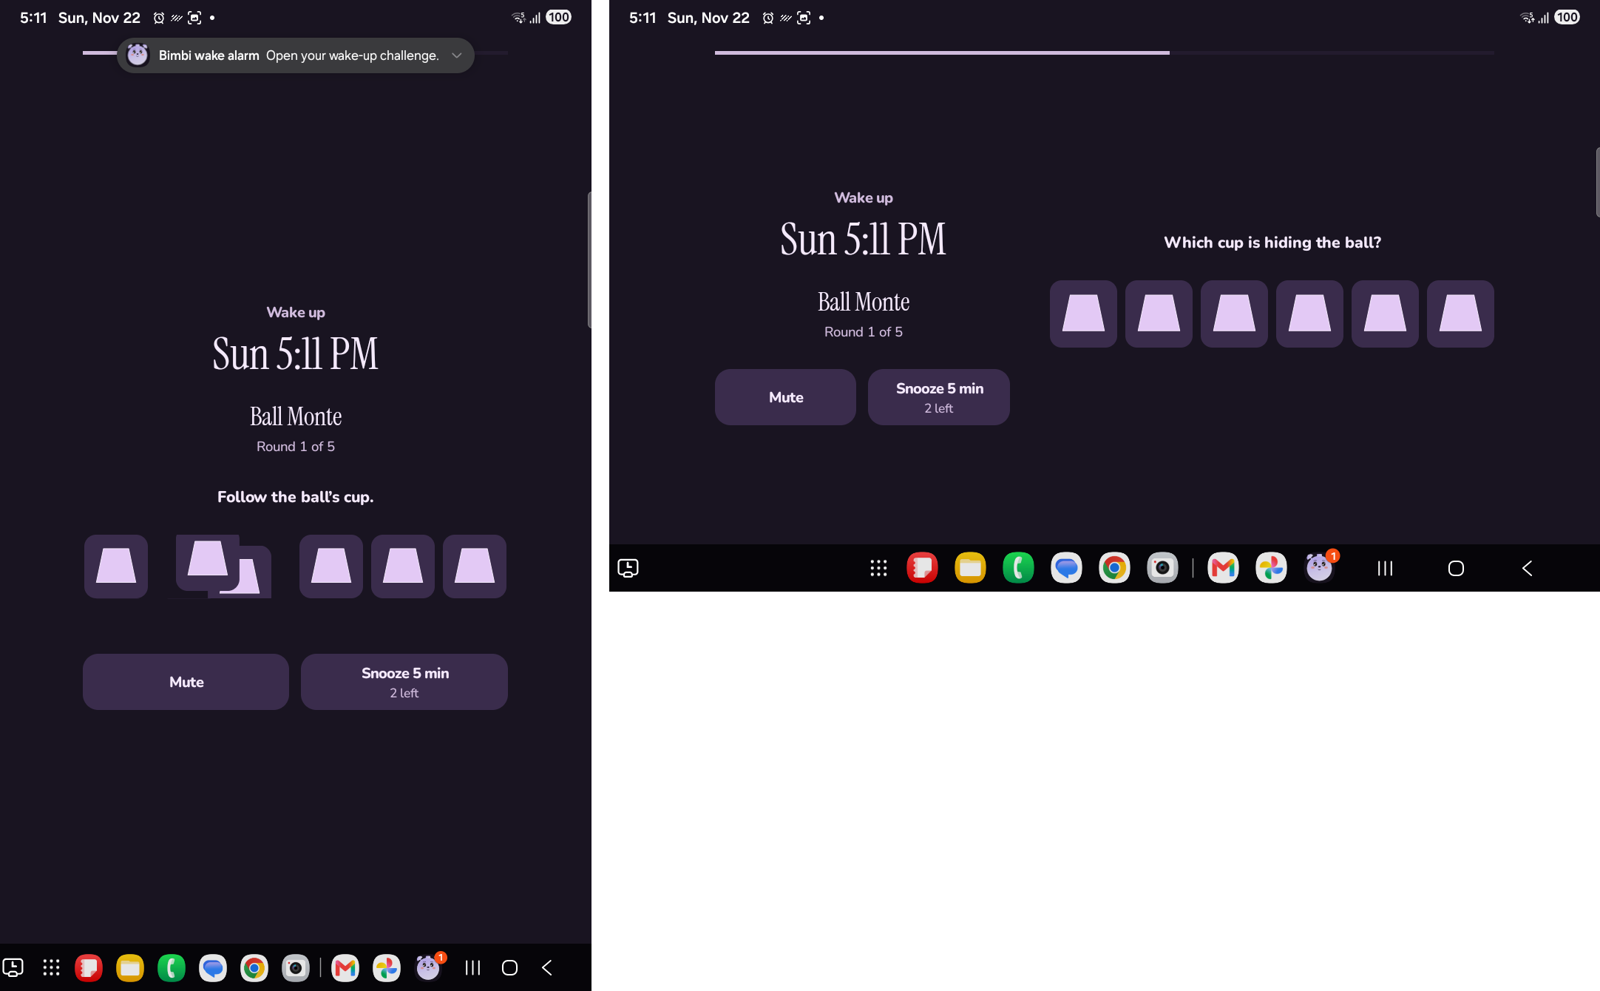 5:11 Sun, Nov 22
100
Bimbi wake alarm Open your wake-up challenge.
Wake up
Sun 5:11 PM
Ball Monte
Round 1 of 5
Follow the ball's cup.
Mute
Snooze 5 min
2 left
1
5:11 Sun, Nov 22
100
Wake up
Sun 5:11 PM
Ball Monte
Round 1 of 5
Mute
Snooze 5 min
2 left
Which cup is hiding the ball?
1